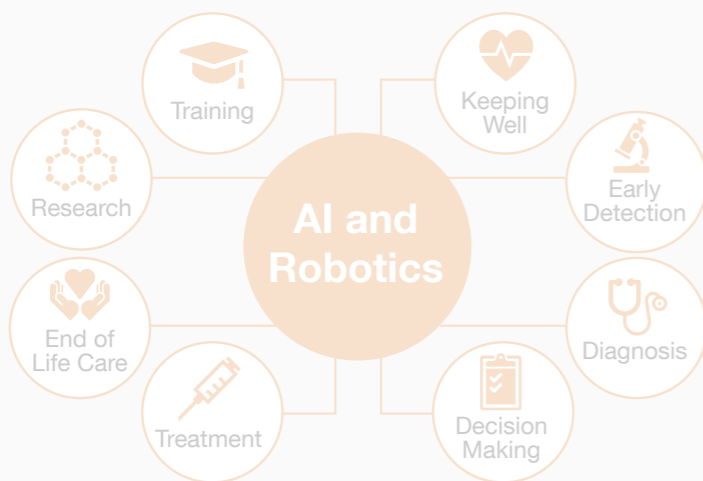 Training
Keeping
Well
Research
Early
Detection
AI and
Robotics
End of
Life Care
Diagnosis
Treatment
Decision
Making